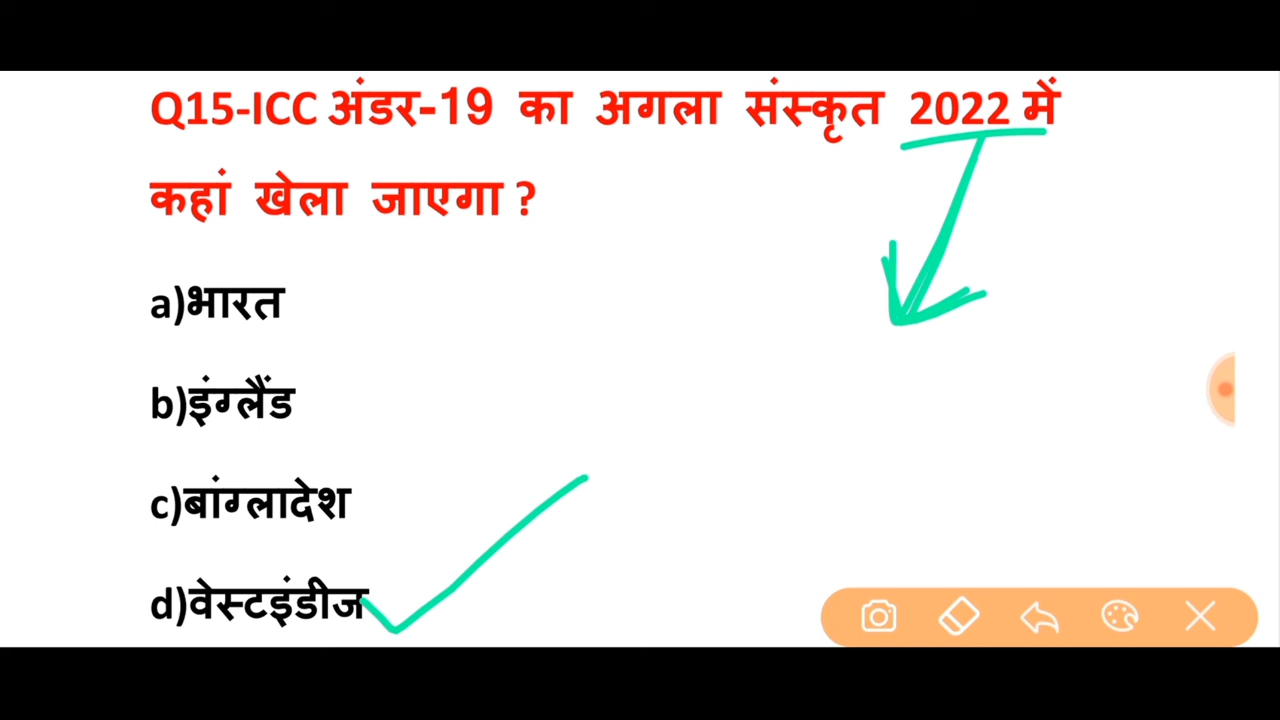 Q15-ICC अंडर-19 का अगला संस्कृत 2022 में
कहां खेला जाएगा ?
a)भारत
b)इंग्लैंड
c)बांग्लादेश
d)वेस्टइंडीज